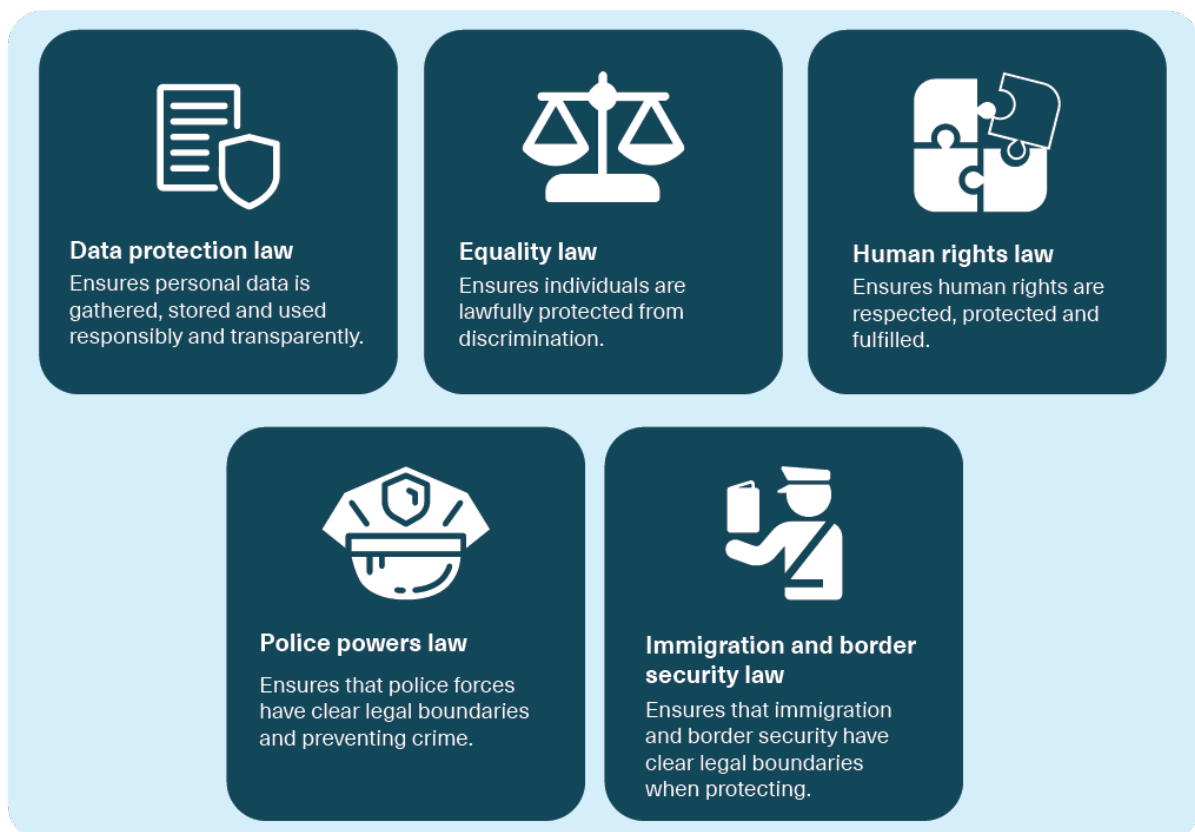 Data protection law
Ensures personal data is
gathered, stored and used
responsibly and transparently.
Equality law
Ensures individuals are
lawfully protected from
discrimination.
Human rights law
Ensures human rights are
respected, protected and
fulfilled.
Police powers law
Ensures that police forces
have clear legal boundaries
and preventing crime.
Immigration and border
security law
Ensures that immigration
and border security have
clear legal boundaries
when protecting.